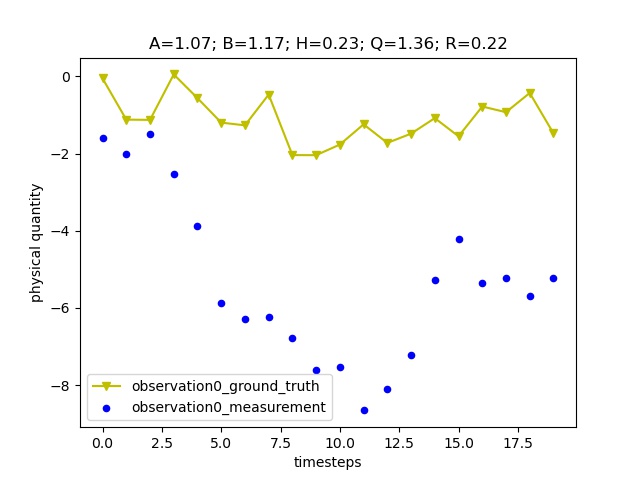 A=1.07; B=1.17; H=0.23; Q=1.36; R=0.22
physical quantity
0
−2
−4
−6
−8
observation0_ground_truth
observation0_measurement
0.0 2.5 5.0 7.5 10.0 12.5 15.0 17.5
timesteps